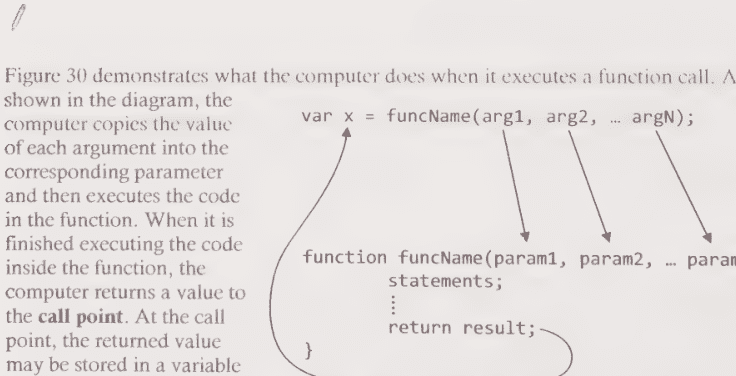 Figure 30 demonstrates what the computer does when it executes a function call. A
shown in the diagram, the
computer copies the value
of each argument into the
corresponding parameter
and then executes the code
in the function. When it is
finished executing the code
inside the function, the
computer returns a value to
the call point. At the call
point, the returned value
may be stored in a variable
var x = funcName(arg1, arg2, … argN);
function funcName(param1, param2, … param
statements;
⋮
return result;
}